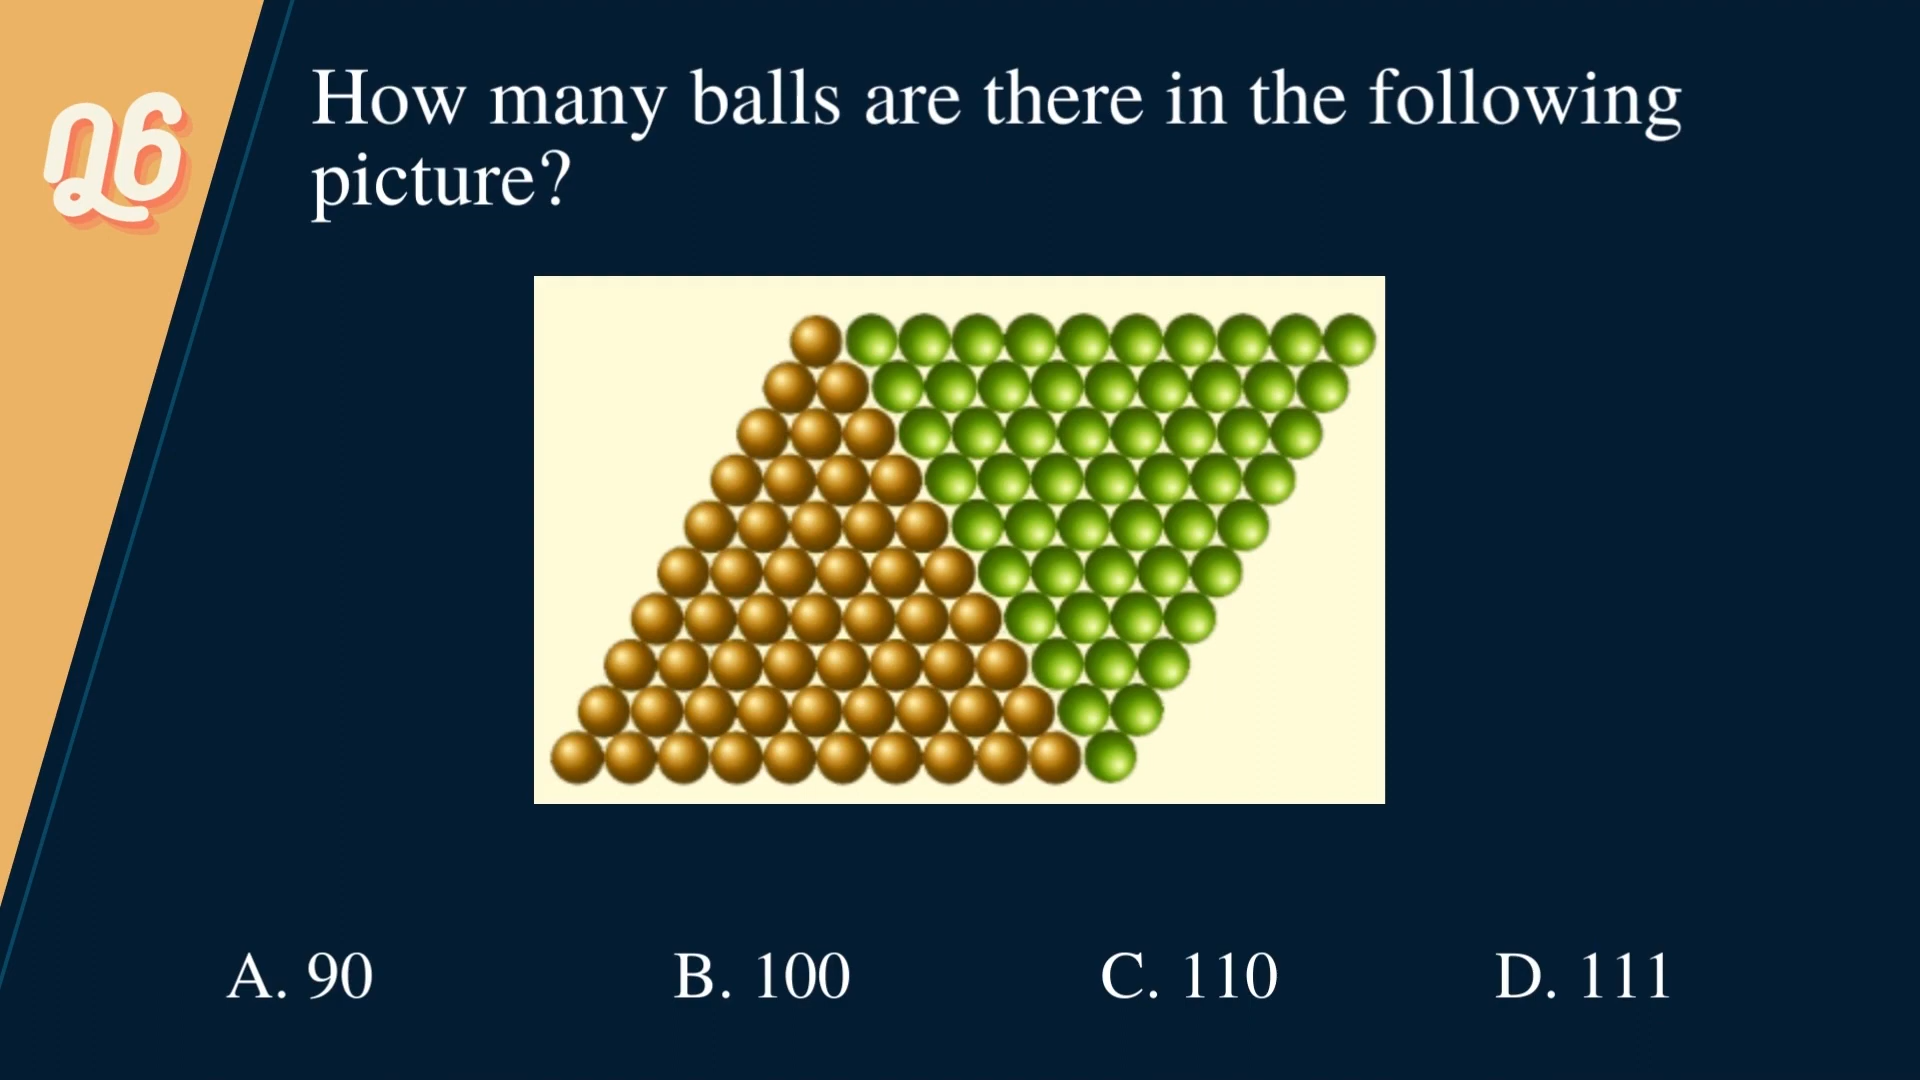 Q6
How many balls are there in the following
picture?
A. 90
B. 100
C. 110
D. 111